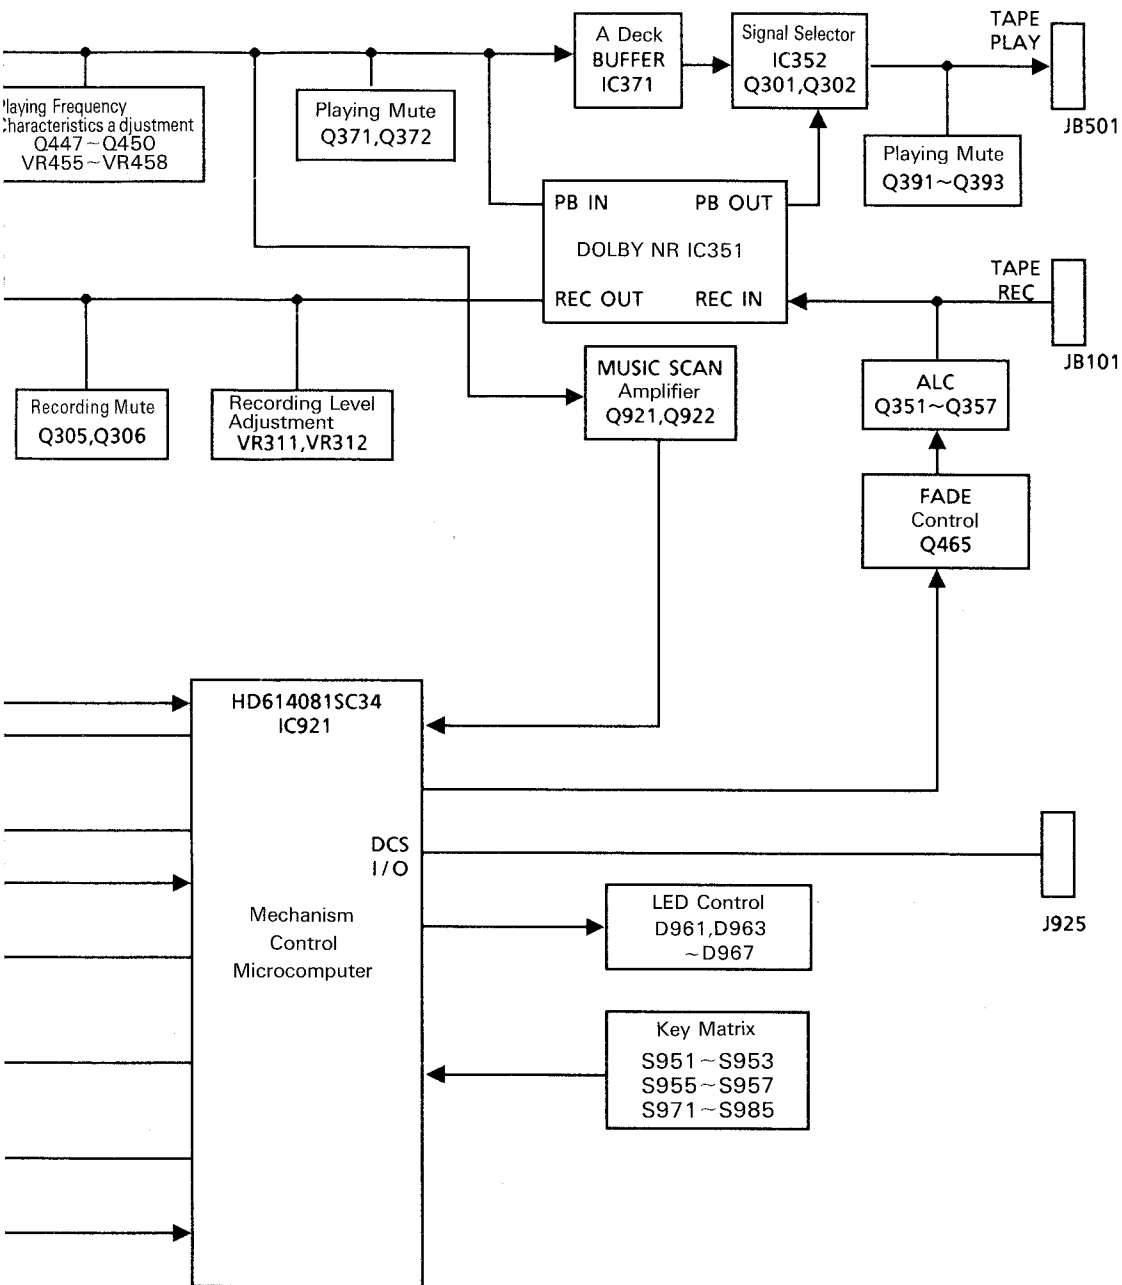 A Deck
BUFFER
IC371
Signal Selector
IC352
Q301,Q302
TAPE
PLAY
JB501
Playing Frequency
Characteristics a djustment
Q447~Q450
VR455~VR458
Playing Mute
Q371,Q372
Playing Mute
Q391~Q393
PB IN
PB OUT
DOLBY NR IC351
REC OUT
REC IN
TAPE
REC
JB101
Recording Mute
Q305,Q306
Recording Level
Adjustment
VR311,VR312
MUSIC SCAN
Amplifier
Q921,Q922
ALC
Q351~Q357
FADE
Control
Q465
HD614081SC34
IC921
DCS
I/O
Mechanism
Control
Microcomputer
J925
LED Control
D961,D963
~D967
Key Matrix
S951~S953
S955~S957
S971~S985